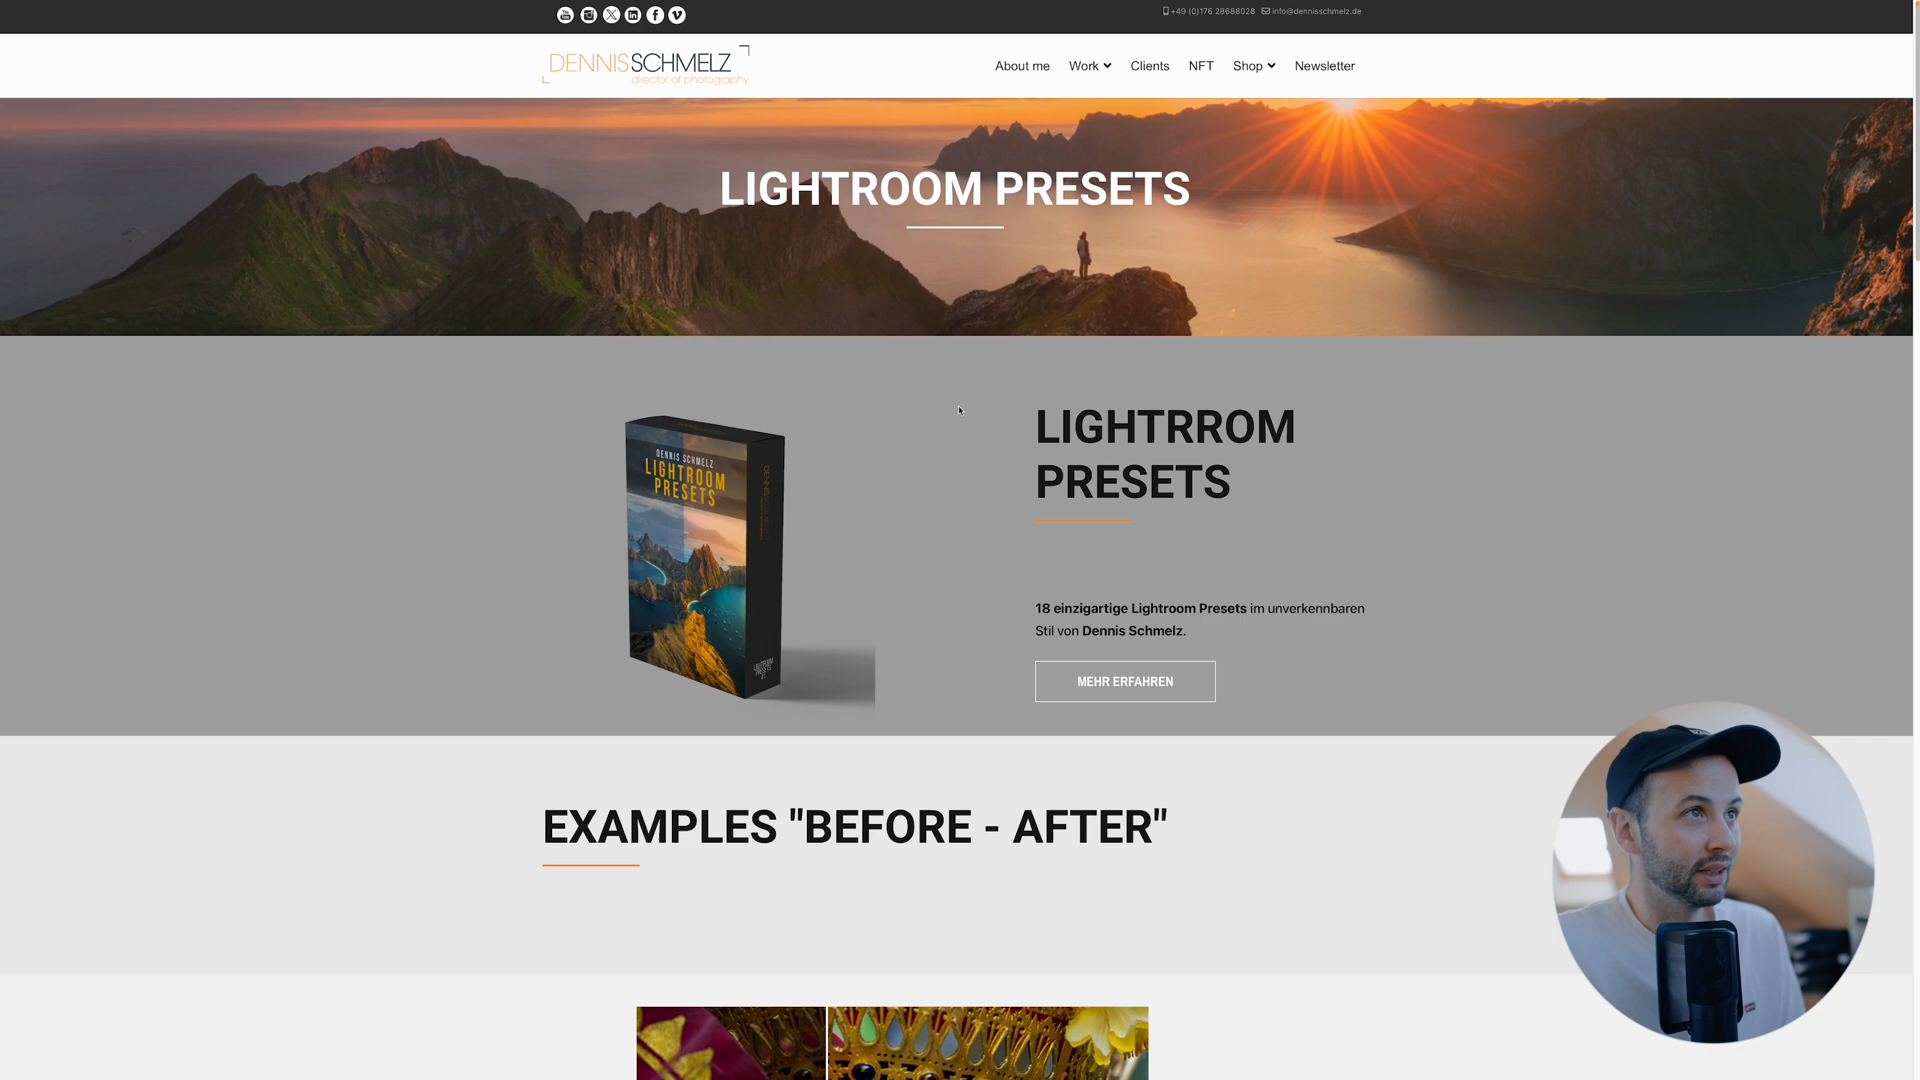 +49 (0)176 28688028 info@dennisschmelz.de
DENNISSCHMELZ
director of photography
About me Work Clients NFT Shop Newsletter
LIGHTROOM PRESETS
DENNIS SCHMELZ
LIGHTROOM
PRESETS
LIGHTRROM
PRESETS
18 einzigartige Lightroom Presets im unverkennbaren
Stil von Dennis Schmelz.
MEHR ERFAHREN
EXAMPLES "BEFORE - AFTER"